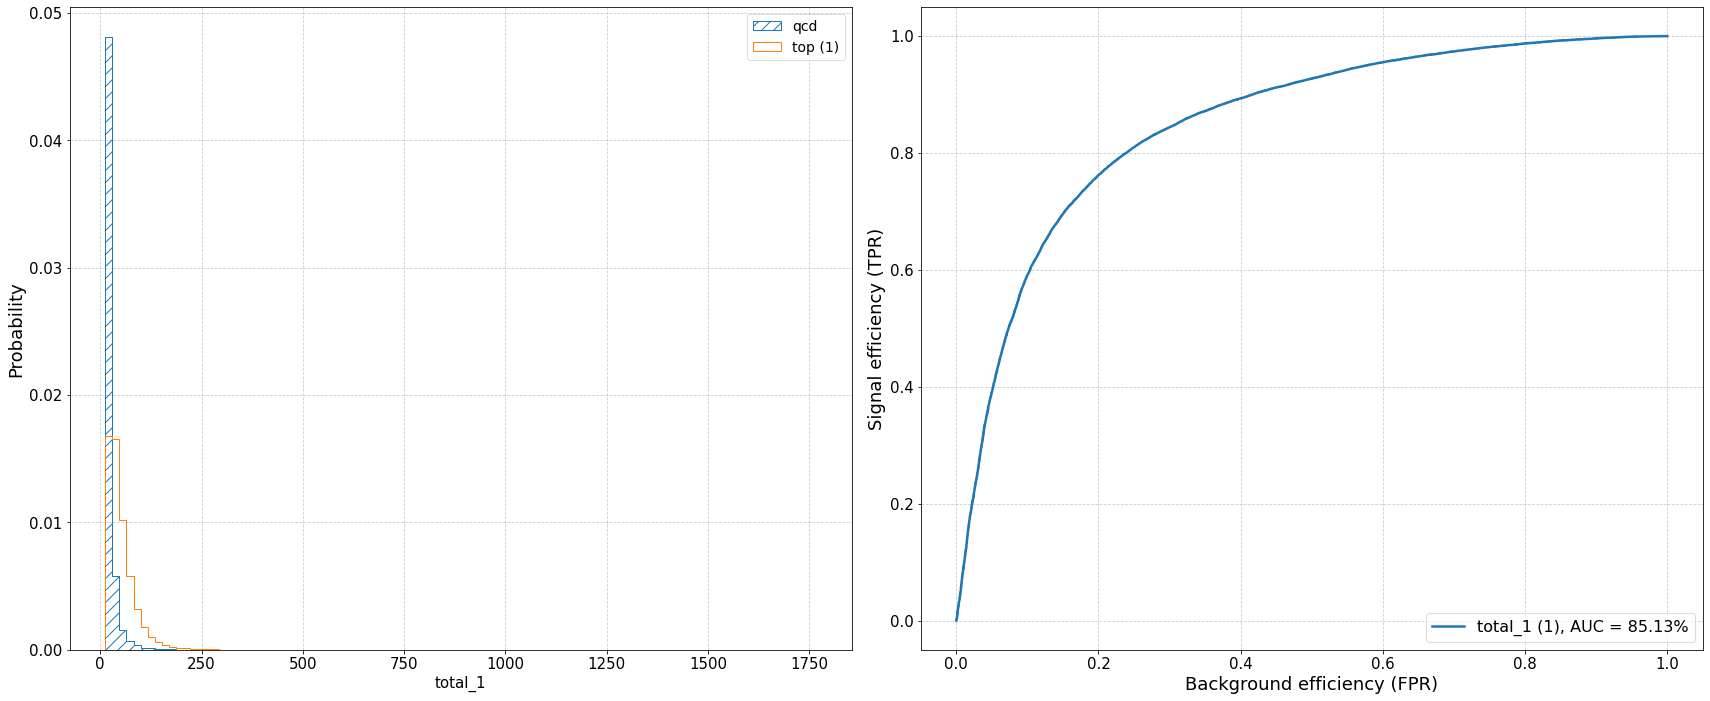 0.05
0.04
0.03
0.02
0.01
0.00
Probability
0 250 500 750 1000 1250 1500 1750
total_1
qcd
top (1)
1.0
0.8
0.6
0.4
0.2
0.0
Signal efficiency (TPR)
0.0 0.2 0.4 0.6 0.8 1.0
Background efficiency (FPR)
total_1 (1), AUC = 85.13%